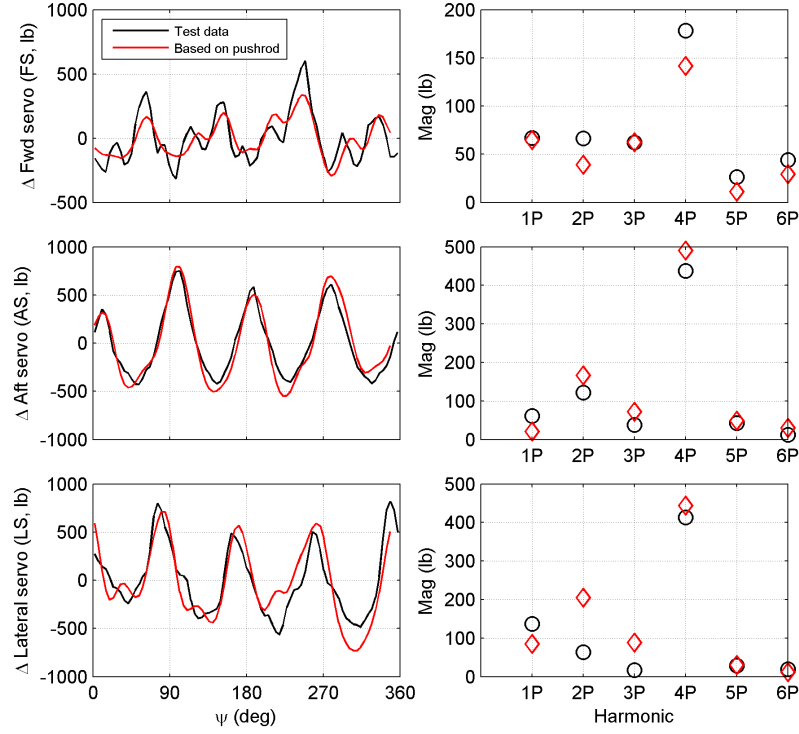 1000
500
0
-500
Δ Fwd servo (FS, lb)
Test data
Based on pushrod
200
150
100
50
0
Mag (lb)
1P 2P 3P 4P 5P 6P
1000
500
0
-500
-1000
Δ Aft servo (AS, lb)
500
400
300
200
100
0
Mag (lb)
1P 2P 3P 4P 5P 6P
1000
500
0
-500
-1000
Δ Lateral servo (LS, lb)
0 90 180 270 360
ψ (deg)
500
400
300
200
100
0
Mag (lb)
1P 2P 3P 4P 5P 6P
Harmonic